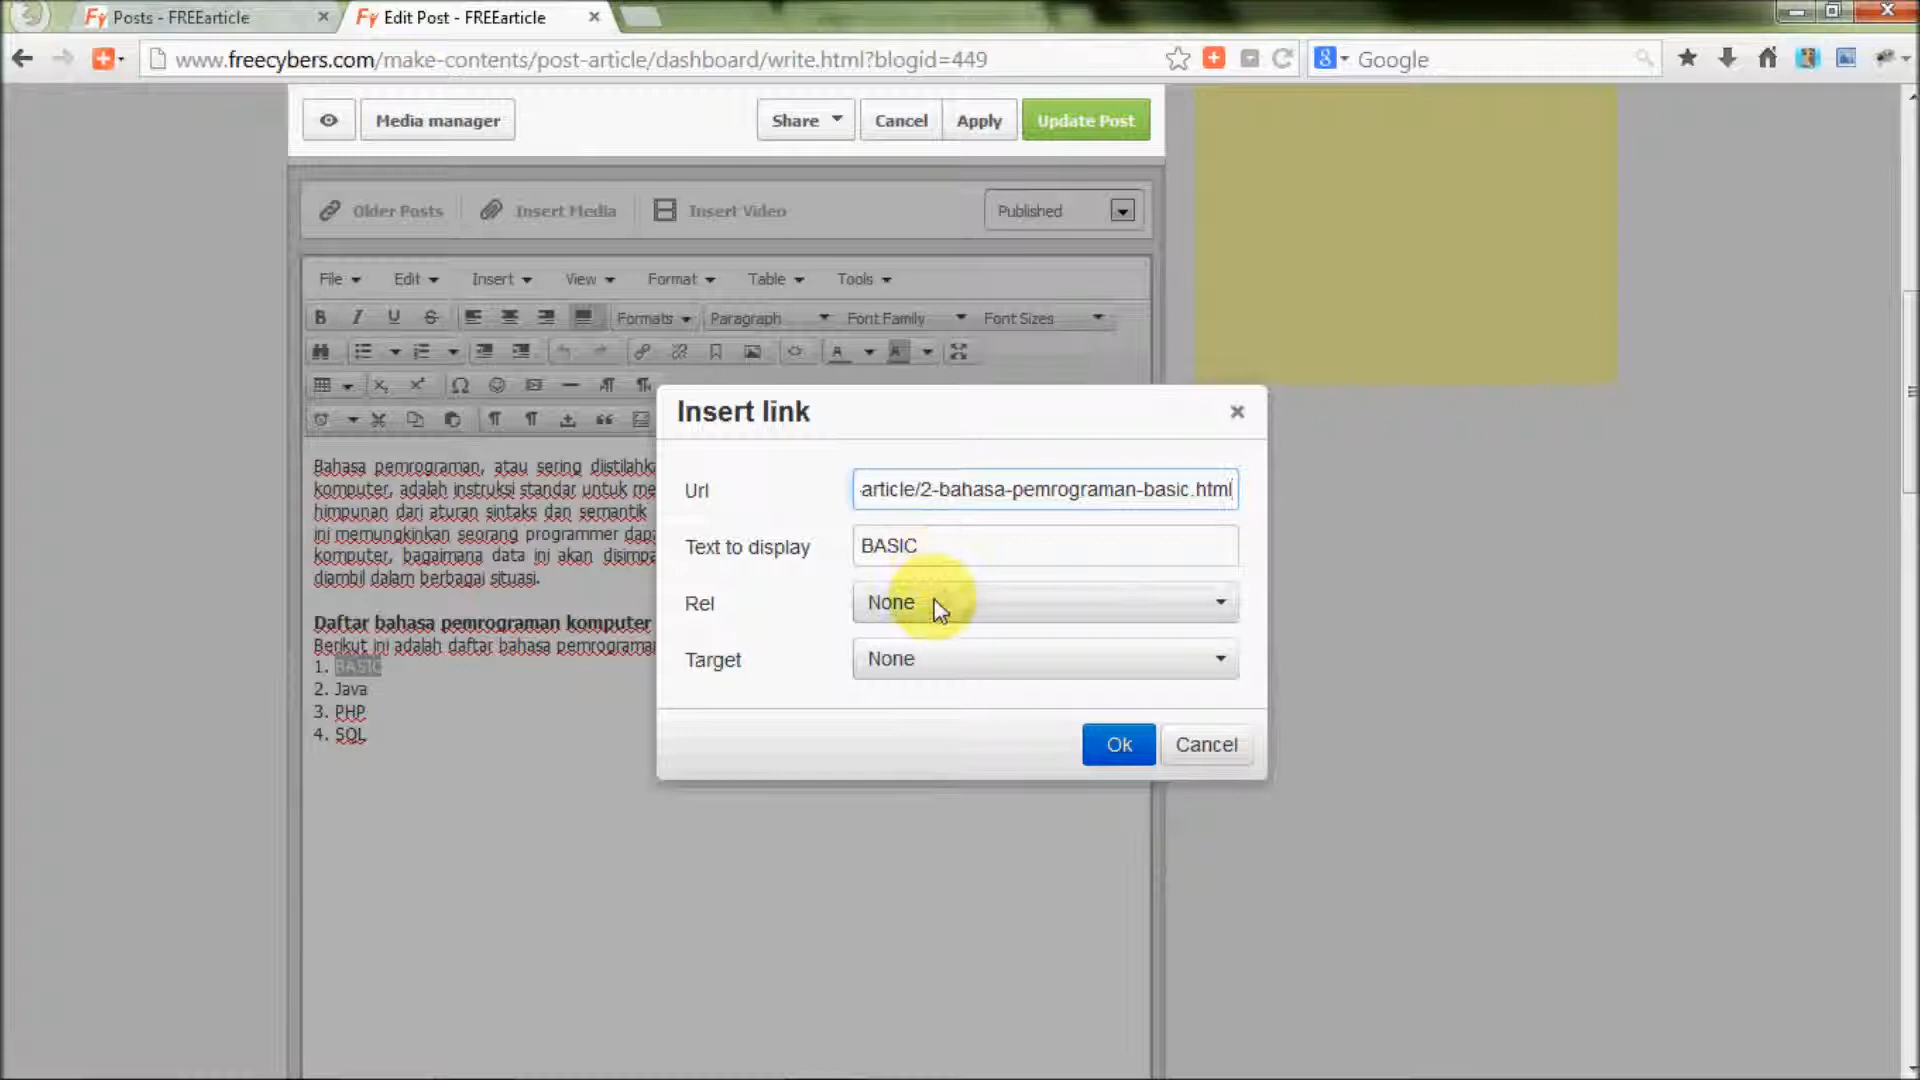 Posts - FREEarticle
Edit Post - FREEarticle
www.freecybers.com/make-contents/post-article/dashboard/write.html?blogid=449
Google
Media manager
Share
Cancel
Apply
Update Post
Older Posts
Insert Media
Insert Video
Published
File
Edit
Insert
View
Format
Table
Tools
Formats
Paragraph
Font Family
Font Sizes
Insert link
Url
article/2-bahasa-pemrograman-basic.html
Text to display
BASIC
Rel
None
Target
None
Ok
Cancel
Bahasa pemrograman, atau sering diistilahk
komputer, adalah instruksi standar untuk me
himpunan dari aturan sintaks dan semantik
ini memungkinkan seorang programmer dap
komputer, bagaimana data ini akan disimp
diambil dalam berbagai situasi.
Daftar bahasa pemrograman komputer
Berikut ini adalah daftar bahasa pemrograman
1. BASIC
2. Java
3. PHP
4. SQL